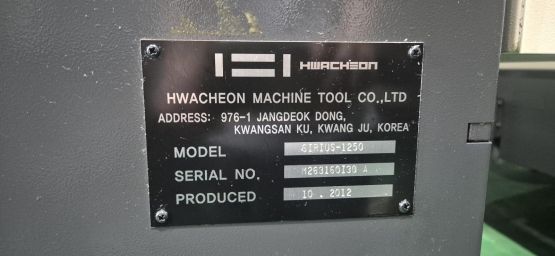 HWACHEON
HWACHEON MACHINE TOOL CO.,LTD
ADDRESS: 976-1 JANGDEOK DONG,
KWANGSAN KU, KWANG JU, KOREA
MODEL SIRIUS-1250
SERIAL NO. M263160I30 A
PRODUCED 10 . 2012